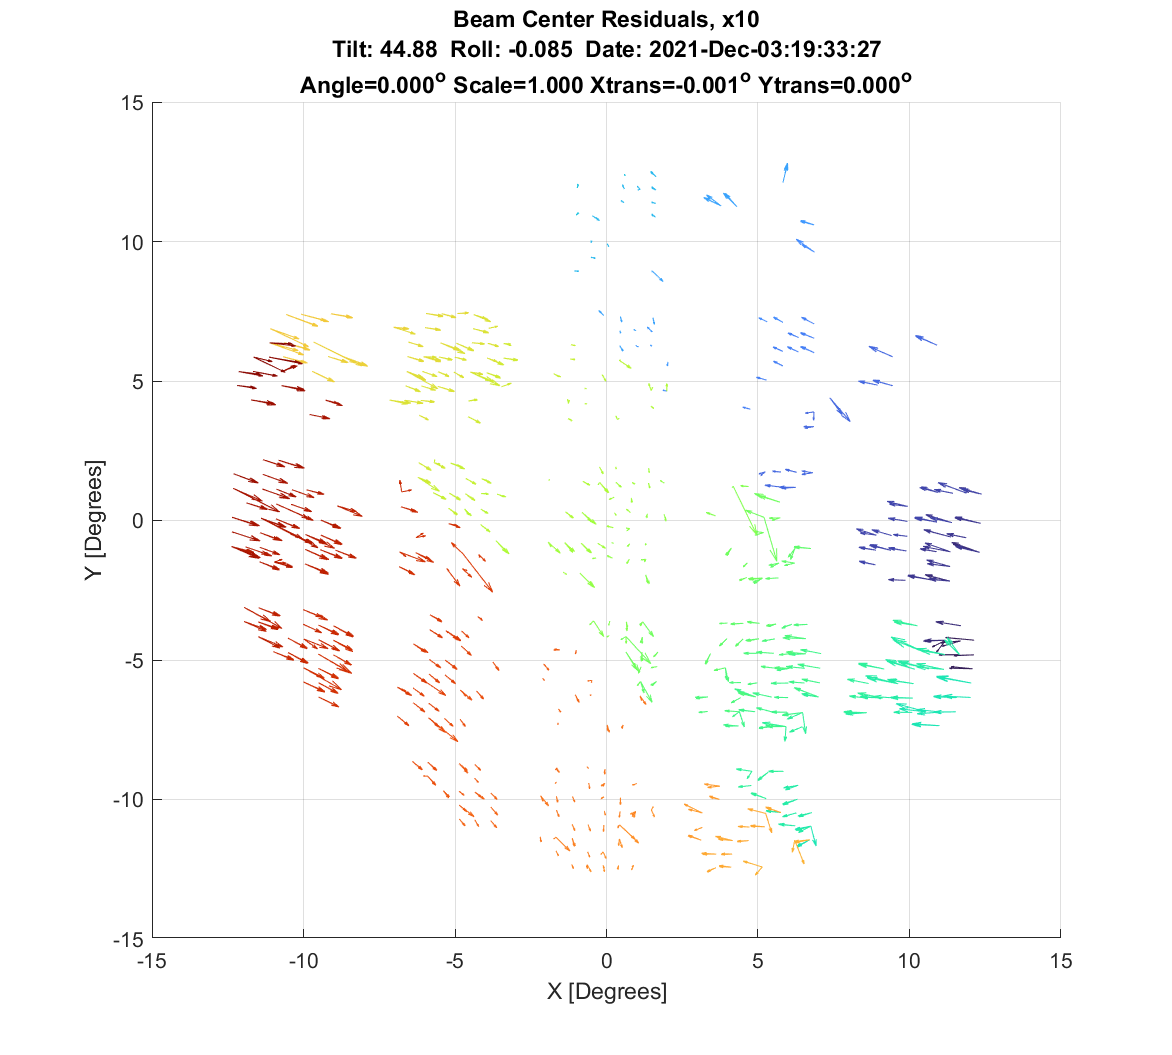 Beam Center Residuals, x10
Tilt: 44.88 Roll: -0.085 Date: 2021-Dec-03:19:33:27
Angle=0.000° Scale=1.000 Xtrans=-0.001° Ytrans=0.000°
15
10
5
0
-5
-10
-15
Y [Degrees]
-15 -10 -5 0 5 10 15
X [Degrees]